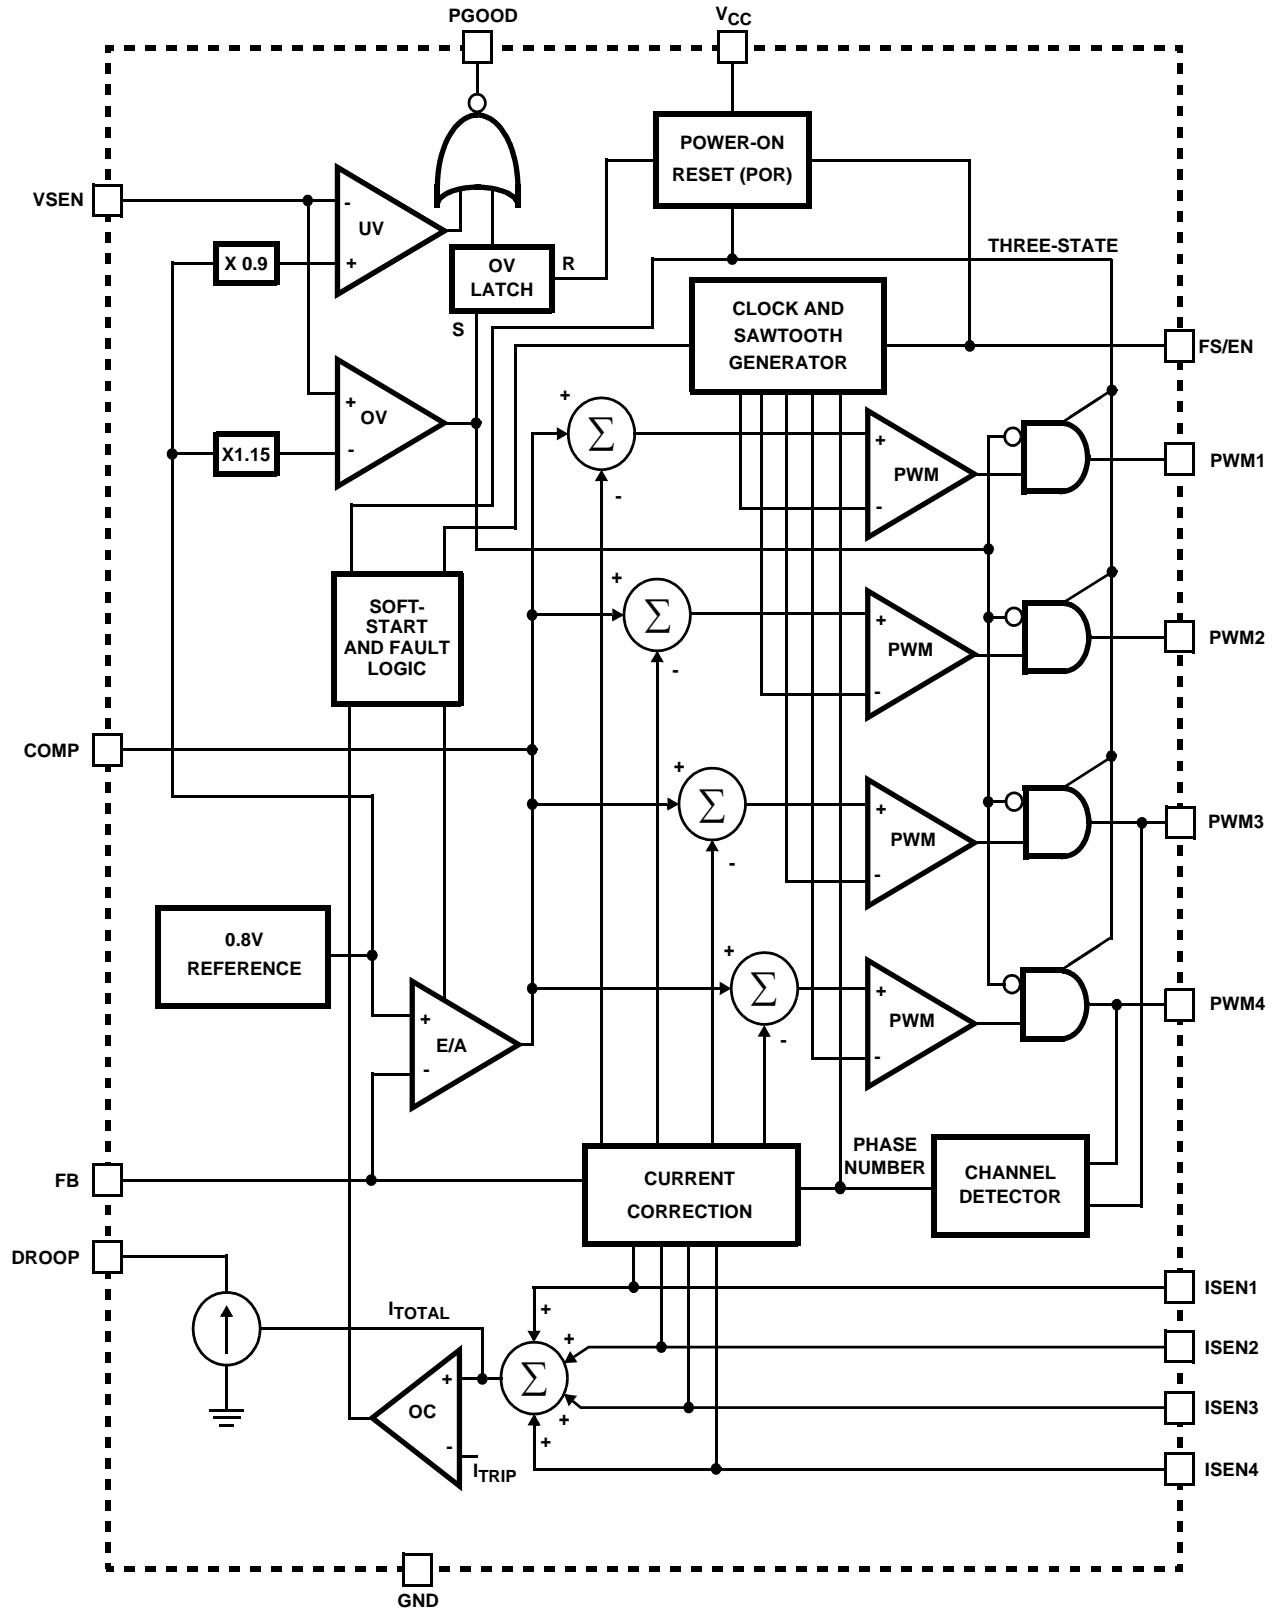 PGOOD
VCC
POWER-ON
RESET (POR)
VSEN
-
UV
+
X 0.9
OV
LATCH
R
S
THREE-STATE
CLOCK AND
SAWTOOTH
GENERATOR
FS/EN
+
OV
-
X1.15
+
Σ
-
+
PWM
-
PWM1
SOFT-
START
AND FAULT
LOGIC
+
Σ
-
+
PWM
-
PWM2
COMP
+
Σ
-
+
PWM
-
PWM3
0.8V
REFERENCE
+
Σ
-
+
PWM
-
PWM4
+
E/A
-
FB
CURRENT
CORRECTION
PHASE
NUMBER
CHANNEL
DETECTOR
DROOP
ITOTAL
+
OC
-
ITRIP
Σ
+
+
+
+
ISEN1
ISEN2
ISEN3
ISEN4
GND